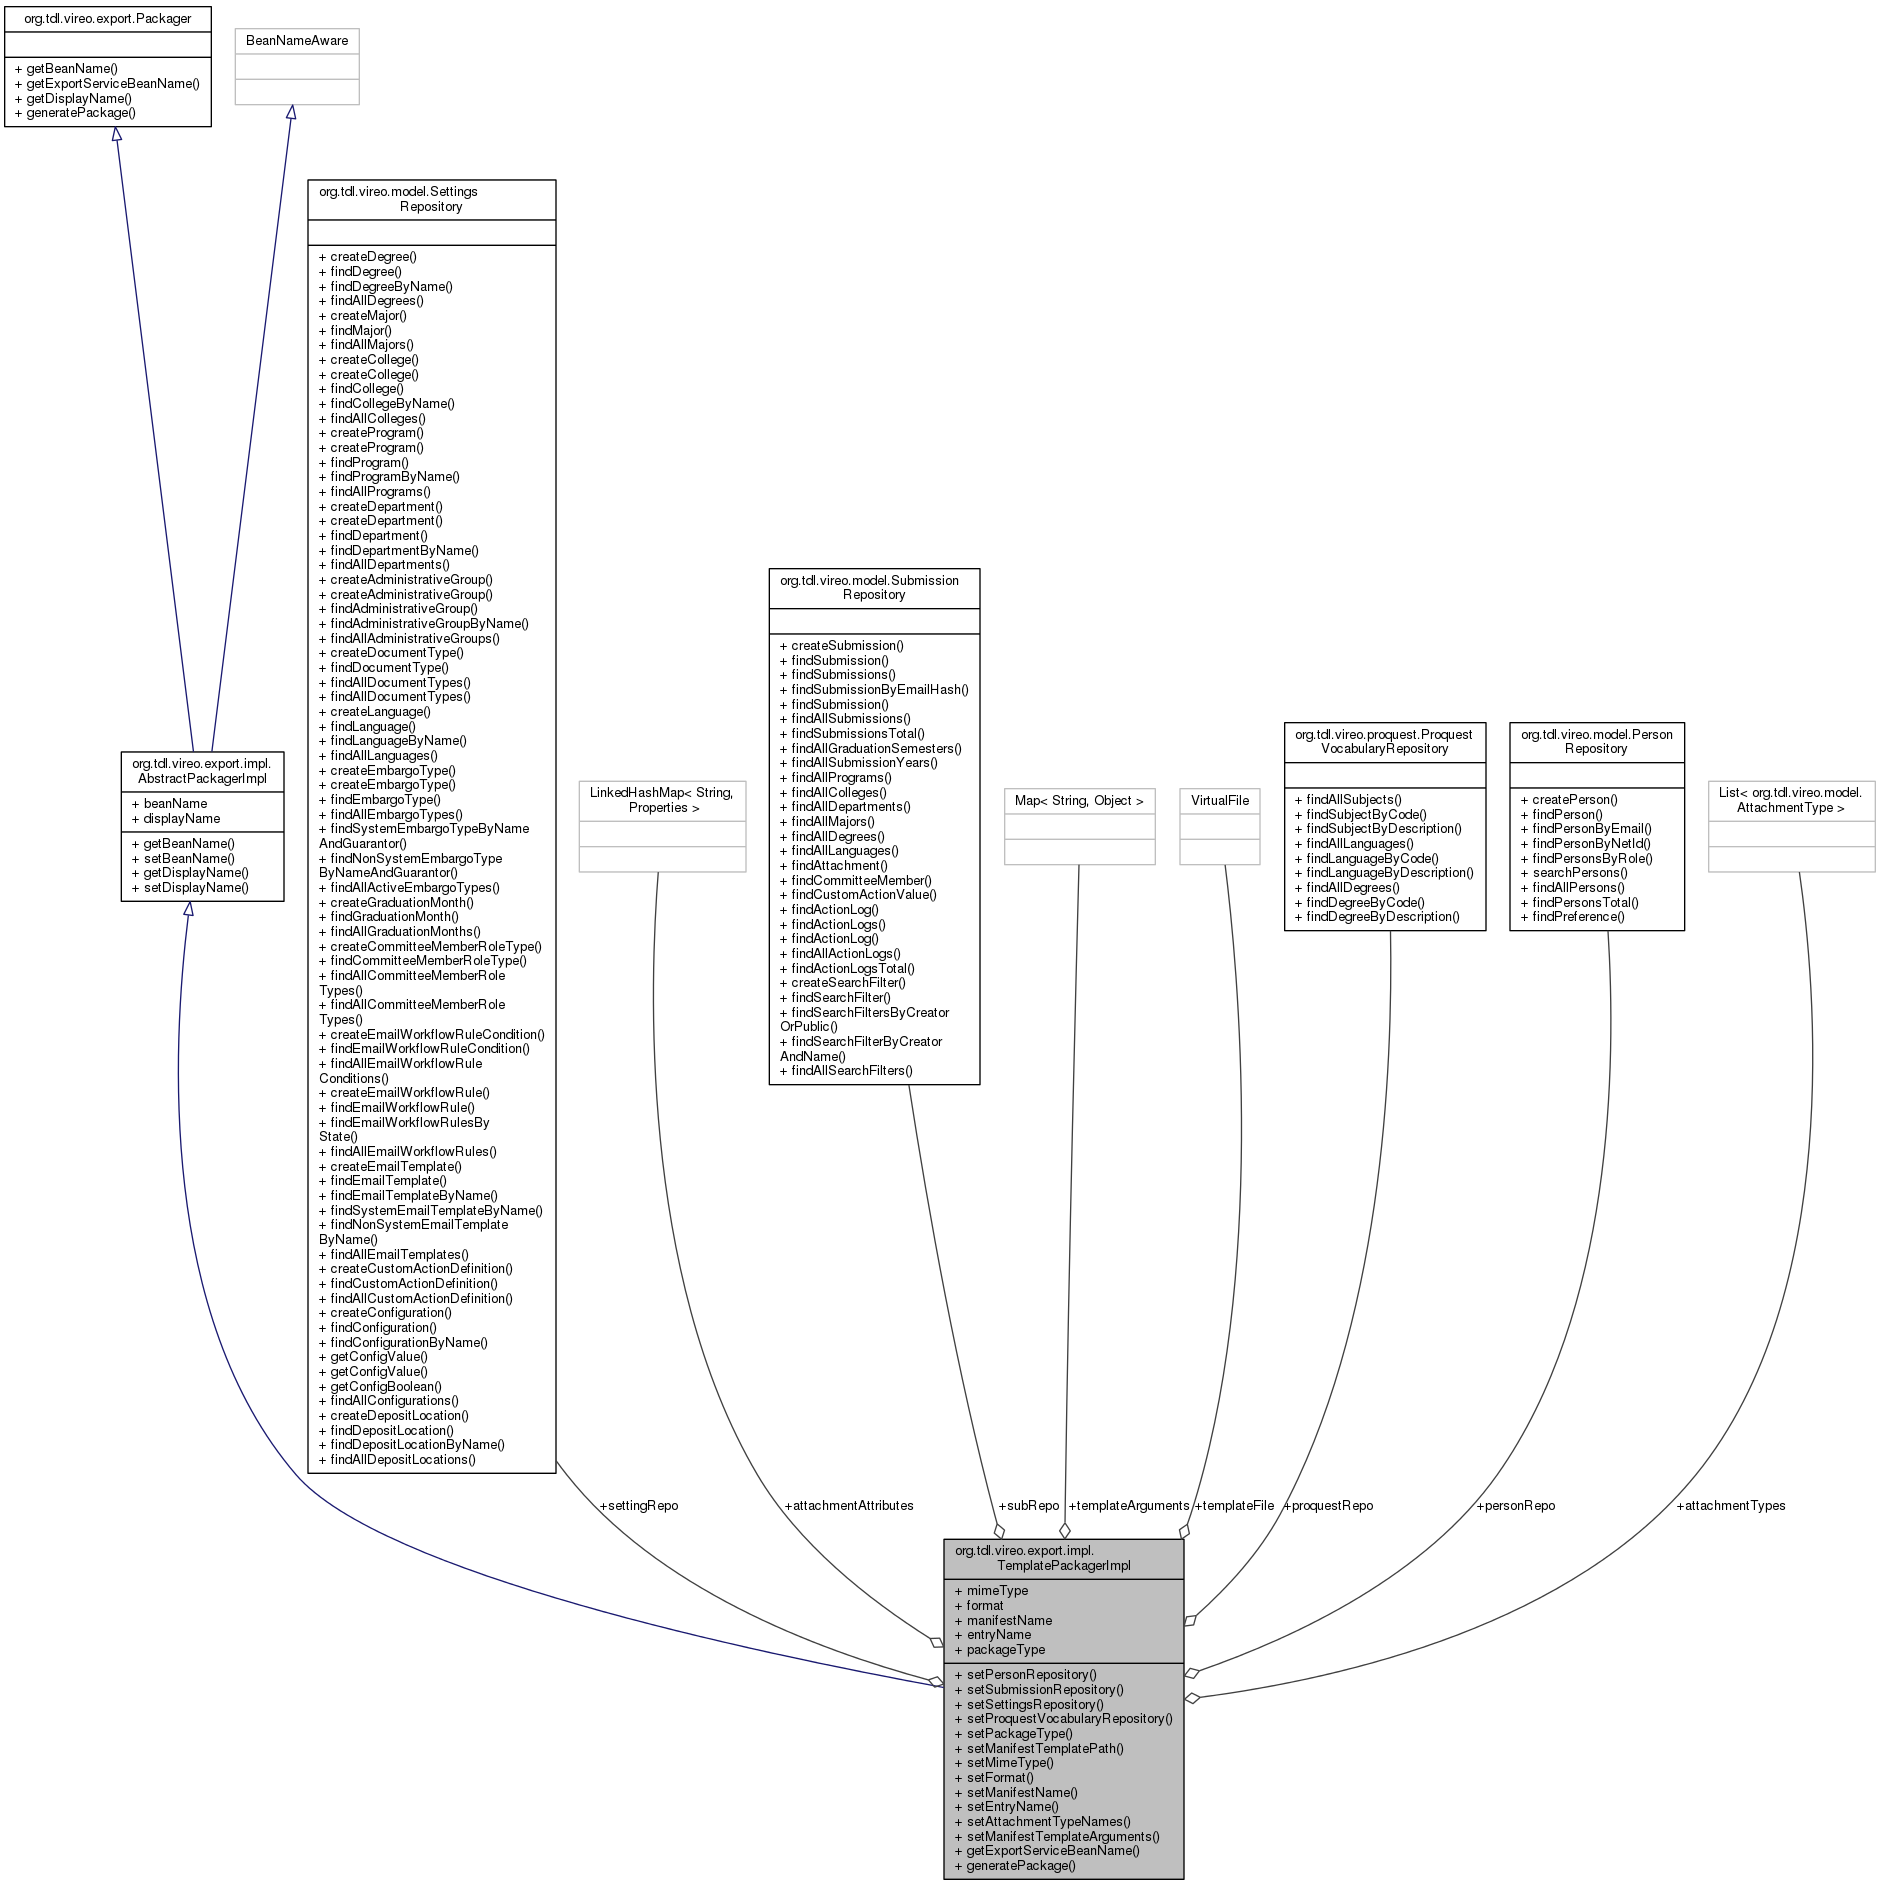 org.tdl.vireo.export.Packager
+ getBeanName()
+ getExportServiceBeanName()
+ getDisplayName()
+ generatePackage()
BeanNameAware
org.tdl.vireo.model.Settings
Repository
+ createDegree()
+ findDegree()
+ findDegreeByName()
+ findAllDegrees()
+ createMajor()
+ findMajor()
+ findAllMajors()
+ createCollege()
+ createCollege()
+ findCollege()
+ findCollegeByName()
+ findAllColleges()
+ createProgram()
+ createProgram()
+ findProgram()
+ findProgramByName()
+ findAllPrograms()
+ createDepartment()
+ createDepartment()
+ findDepartment()
+ findDepartmentByName()
+ findAllDepartments()
+ createAdministrativeGroup()
+ createAdministrativeGroup()
+ findAdministrativeGroup()
+ findAdministrativeGroupByName()
+ findAllAdministrativeGroups()
+ createDocumentType()
+ findDocumentType()
+ findAllDocumentTypes()
+ findAllDocumentTypes()
+ createLanguage()
+ findLanguage()
+ findLanguageByName()
+ findAllLanguages()
+ createEmbargoType()
+ createEmbargoType()
+ findEmbargoType()
+ findAllEmbargoTypes()
+ findSystemEmbargoTypeByName
AndGuarantor()
+ findNonSystemEmbargoType
ByNameAndGuarantor()
+ findAllActiveEmbargoTypes()
+ createGraduationMonth()
+ findGraduationMonth()
+ findAllGraduationMonths()
+ createCommitteeMemberRoleType()
+ findCommitteeMemberRoleType()
+ findAllCommitteeMemberRole
Types()
+ findAllCommitteeMemberRole
Types()
+ createEmailWorkflowRuleCondition()
+ findEmailWorkflowRuleCondition()
+ findAllEmailWorkflowRule
Conditions()
+ createEmailWorkflowRule()
+ findEmailWorkflowRule()
+ findEmailWorkflowRulesBy
State()
+ findAllEmailWorkflowRules()
+ createEmailTemplate()
+ findEmailTemplate()
+ findEmailTemplateByName()
+ findSystemEmailTemplateByName()
+ findNonSystemEmailTemplate
ByName()
+ findAllEmailTemplates()
+ createCustomActionDefinition()
+ findCustomActionDefinition()
+ findAllCustomActionDefinition()
+ createConfiguration()
+ findConfiguration()
+ findConfigurationByName()
+ getConfigValue()
+ getConfigValue()
+ getConfigBoolean()
+ findAllConfigurations()
+ createDepositLocation()
+ findDepositLocation()
+ findDepositLocationByName()
+ findAllDepositLocations()
org.tdl.vireo.export.impl.
AbstractPackagerImpl
+ beanName
+ displayName
+ getBeanName()
+ setBeanName()
+ getDisplayName()
+ setDisplayName()
LinkedHashMap< String,
Properties >
org.tdl.vireo.model.Submission
Repository
+ createSubmission()
+ findSubmission()
+ findSubmissions()
+ findSubmissionByEmailHash()
+ findSubmission()
+ findAllSubmissions()
+ findSubmissionsTotal()
+ findAllGraduationSemesters()
+ findAllSubmissionYears()
+ findAllPrograms()
+ findAllColleges()
+ findAllDepartments()
+ findAllMajors()
+ findAllDegrees()
+ findAllLanguages()
+ findAttachment()
+ findCommitteeMember()
+ findCustomActionValue()
+ findActionLog()
+ findActionLogs()
+ findActionLog()
+ findAllActionLogs()
+ findActionLogsTotal()
+ createSearchFilter()
+ findSearchFilter()
+ findSearchFiltersByCreator
OrPublic()
+ findSearchFilterByCreator
AndName()
+ findAllSearchFilters()
Map< String, Object >
VirtualFile
org.tdl.vireo.proquest.Proquest
VocabularyRepository
+ findAllSubjects()
+ findSubjectByCode()
+ findSubjectByDescription()
+ findAllLanguages()
+ findLanguageByCode()
+ findLanguageByDescription()
+ findAllDegrees()
+ findDegreeByCode()
+ findDegreeByDescription()
org.tdl.vireo.model.Person
Repository
+ createPerson()
+ findPerson()
+ findPersonByEmail()
+ findPersonByNetId()
+ findPersonsByRole()
+ searchPersons()
+ findAllPersons()
+ findPersonsTotal()
+ findPreference()
List< org.tdl.vireo.model.
AttachmentType >
+settingRepo
+attachmentAttributes
+subRepo
+templateArguments
+templateFile
+proquestRepo
+personRepo
+attachmentTypes
org.tdl.vireo.export.impl.
TemplatePackagerImpl
+ mimeType
+ format
+ manifestName
+ entryName
+ packageType
+ setPersonRepository()
+ setSubmissionRepository()
+ setSettingsRepository()
+ setProquestVocabularyRepository()
+ setPackageType()
+ setManifestTemplatePath()
+ setMimeType()
+ setFormat()
+ setManifestName()
+ setEntryName()
+ setAttachmentTypeNames()
+ setManifestTemplateArguments()
+ getExportServiceBeanName()
+ generatePackage()